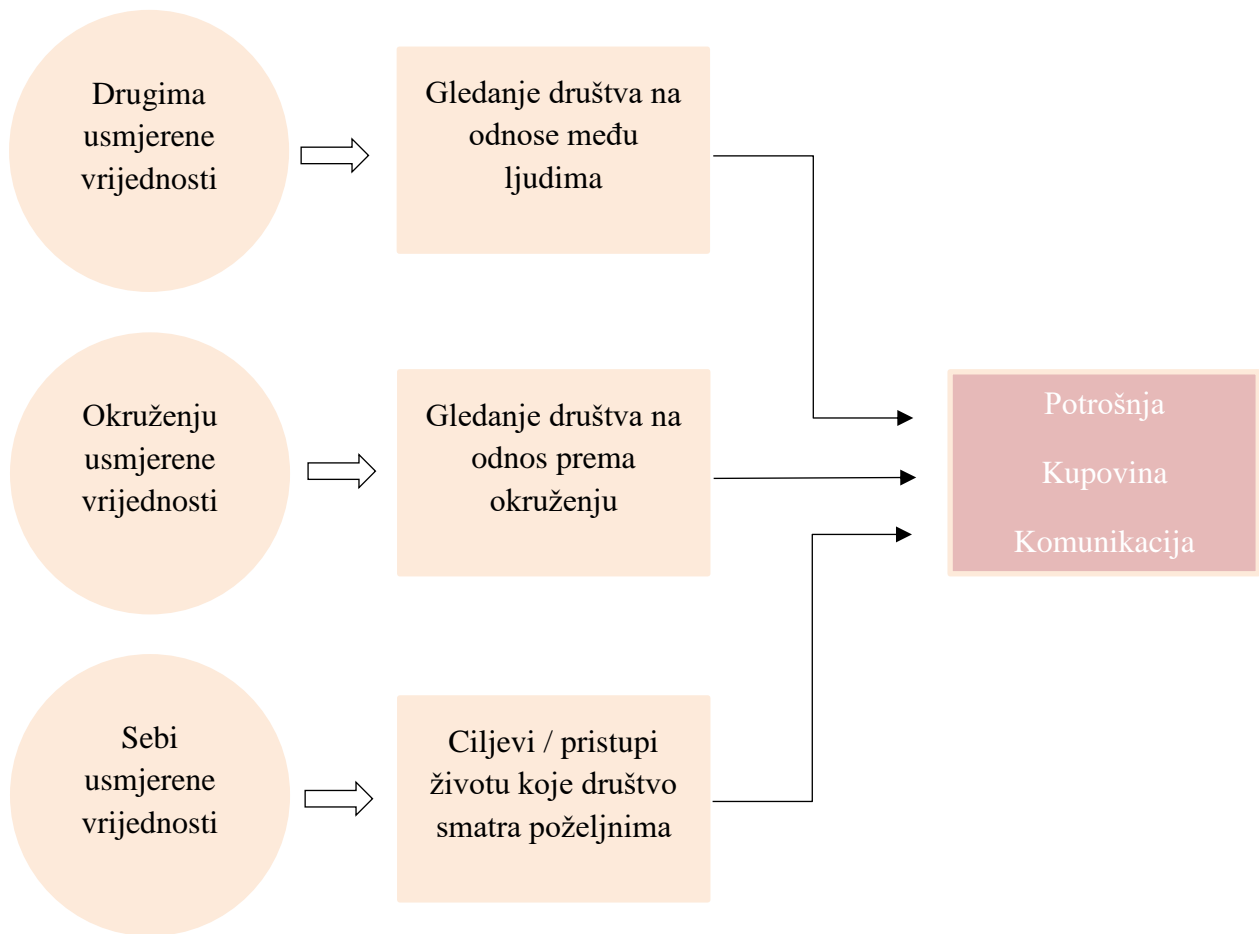 Drugima
usmjerene
vrijednosti
Gledanje društva na
odnose među
ljudima
Okruženju
usmjerene
vrijednosti
Gledanje društva na
odnos prema
okruženju
Potrošnja
Kupovina
Komunikacija
Sebi
usmjerene
vrijednosti
Ciljevi / pristupi
životu koje društvo
smatra poželjnima